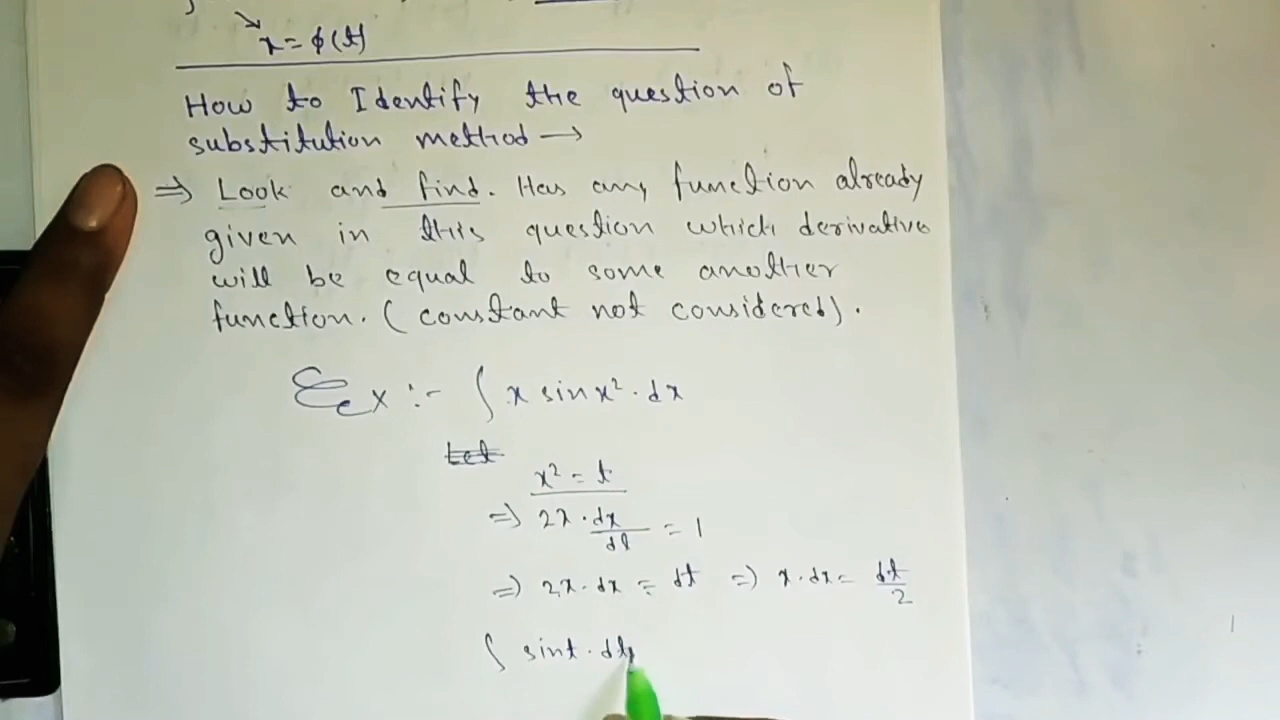 x = φ(t)
How to Identify the question of
substitution method →
⇒ Look and find. Has any function already
given in this question which derivative
will be equal to some another
function. (constant not considered).
Ex :- ∫ x sinx² · dx
Let
x² = t
⇒ 2x · dx/dt = 1
⇒ 2x · dx = dt ⇒ x · dx = dt/2
∫ sint · dt